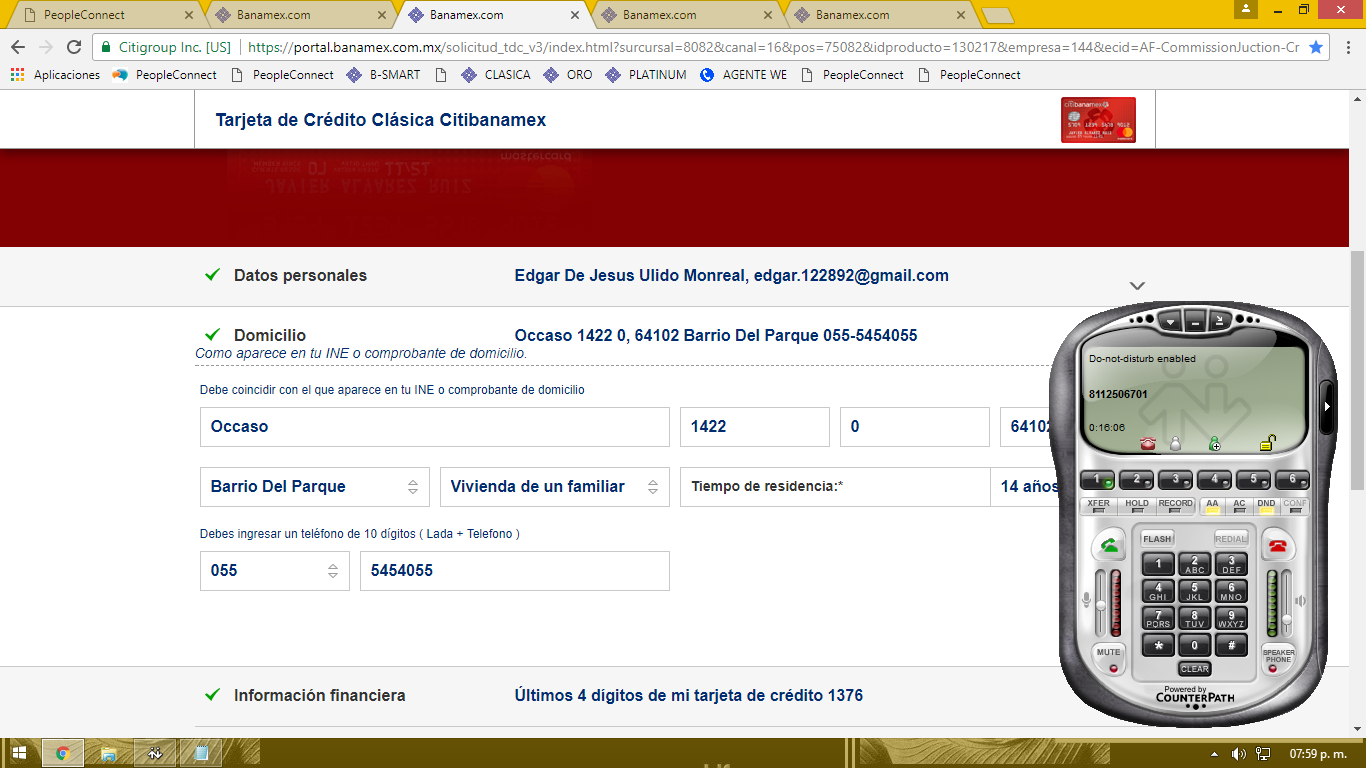 PeopleConnect
Banamex.com
Banamex.com
Banamex.com
Banamex.com
Citigroup Inc. [US]
https://portal.banamex.com.mx/solicitud_tdc_v3/index.html?sursursal=8082&canal=16&pos=75082&idproducto=130217&empresa=144&ecid=AF-CommissionJuction-Cr
Aplicaciones
PeopleConnect
PeopleConnect
B-SMART
CLASICA
ORO
PLATINUM
AGENTE WE
PeopleConnect
PeopleConnect
Tarjeta de Crédito Clásica Citibanamex
Datos personales
Edgar De Jesus Ulido Monreal, edgar.122892@gmail.com
Domicilio
Occaso 1422 0, 64102 Barrio Del Parque 055-5454055
Como aparece en tu INE o comprobante de domicilio.
Debe coincidir con el que aparece en tu INE o comprobante de domicilio
Occaso
1422
0
64102
Barrio Del Parque
Vivienda de un familiar
Tiempo de residencia:*
14 años
Debes ingresar un teléfono de 10 dígitos ( Lada + Telefono )
055
5454055
Información financiera
Últimos 4 dígitos de mi tarjeta de crédito 1376
Do-not-disturb enabled
8112506701
0:16:06
1 2 3 4 5 6
XFER HOLD RECORD AA AC DND CONF
FLASH REDIAL
1 2 ABC 3 DEF
4 GHI 5 JKL 6 MNO
7 PQRS 8 TUV 9 WXYZ
* 0 #
MUTE
CLEAR
SPEAKER PHONE
Powered by
COUNTERPATH
07:59 p. m.